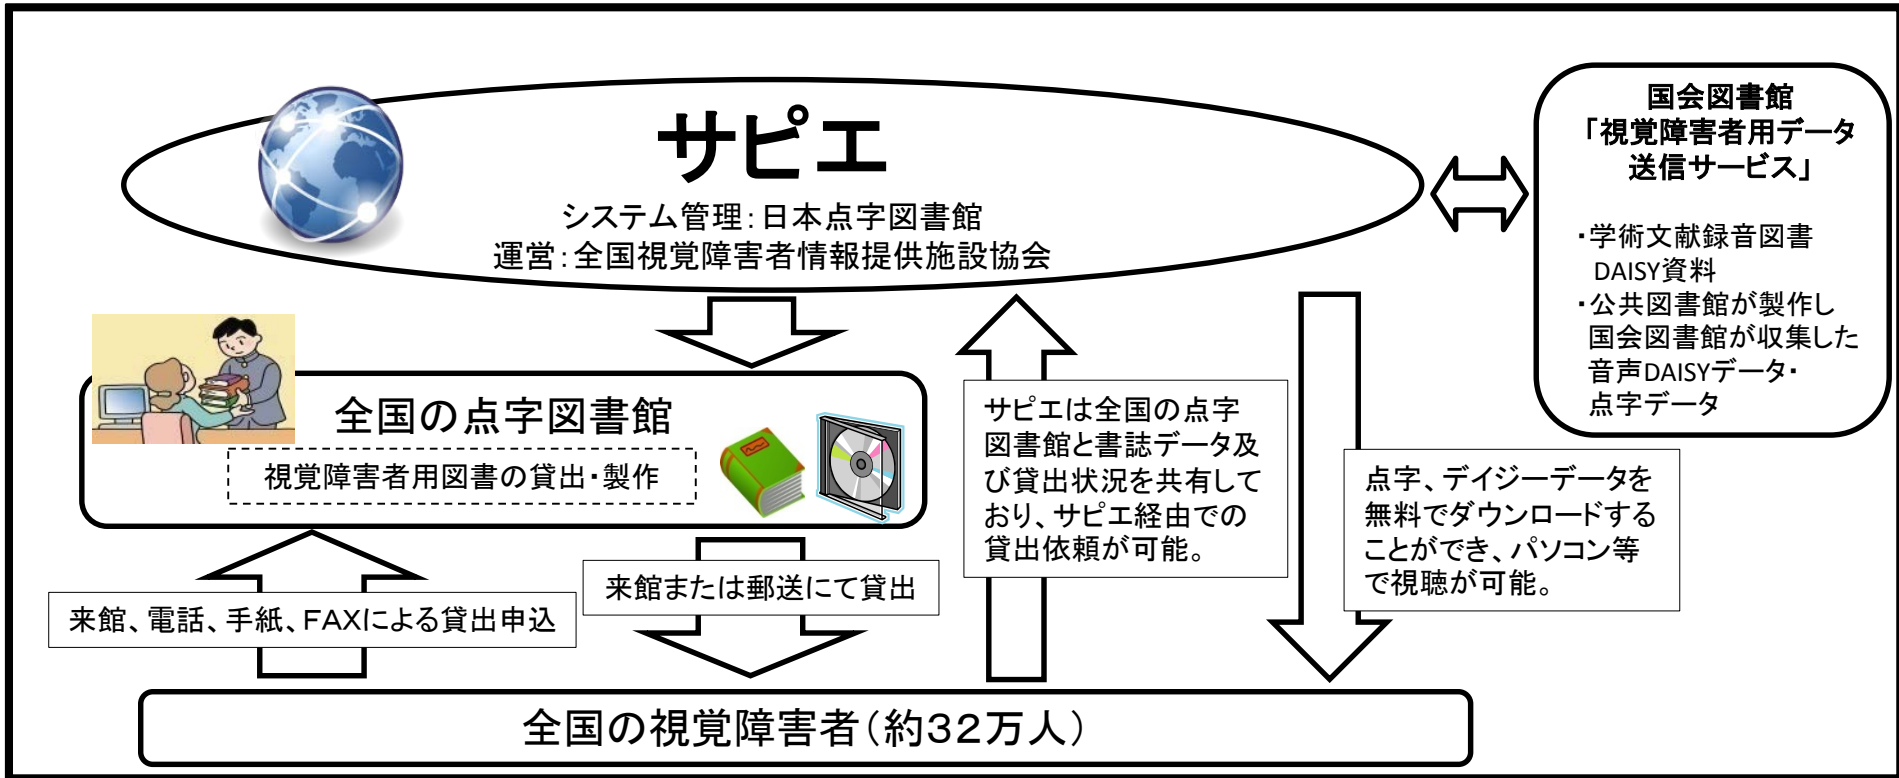 サピエ
システム管理:日本点字図書館
運営:全国視覚障害者情報提供施設協会
国会図書館
「視覚障害者用データ
送信サービス」
・学術文献録音図書
DAISY資料
・公共図書館が製作し
国会図書館が収集した
音声DAISYデータ・
点字データ
全国の点字図書館
視覚障害者用図書の貸出・製作
サピエは全国の点字
図書館と書誌データ及
び貸出状況を共有して
おり、サピエ経由での
貸出依頼が可能。
点字、デイジーデータを
無料でダウンロードする
ことができ、パソコン等
で視聴が可能。
来館、電話、手紙、FAXによる貸出申込
来館または郵送にて貸出
全国の視覚障害者(約32万人)